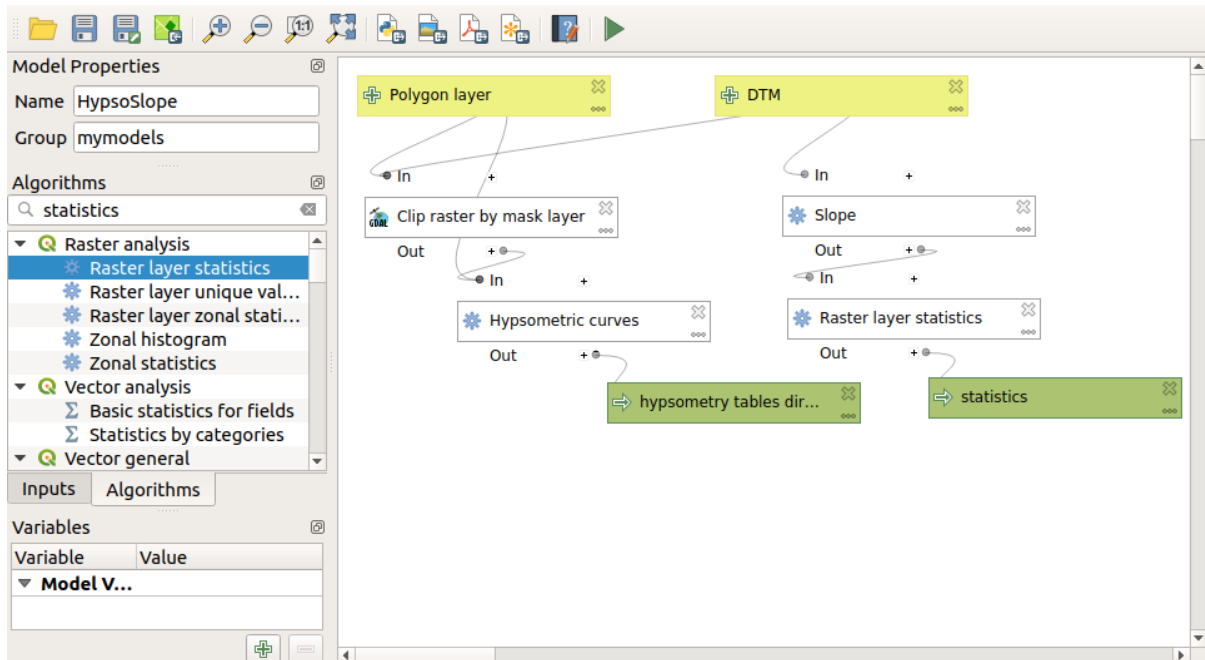 1:1
Model Properties
Name HypsoSlope
Group mymodels
Algorithms
statistics
Raster analysis
Raster layer statistics
Raster layer unique val...
Raster layer zonal stati...
Zonal histogram
Zonal statistics
Vector analysis
Σ Basic statistics for fields
Σ Statistics by categories
Vector general
Inputs Algorithms
Variables
Variable Value
Model V...
Polygon layer
DTM
In
In
GDAL Clip raster by mask layer
Slope
Out
Out
In
In
Hypsometric curves
Raster layer statistics
Out
Out
hypsometry tables dir...
statistics